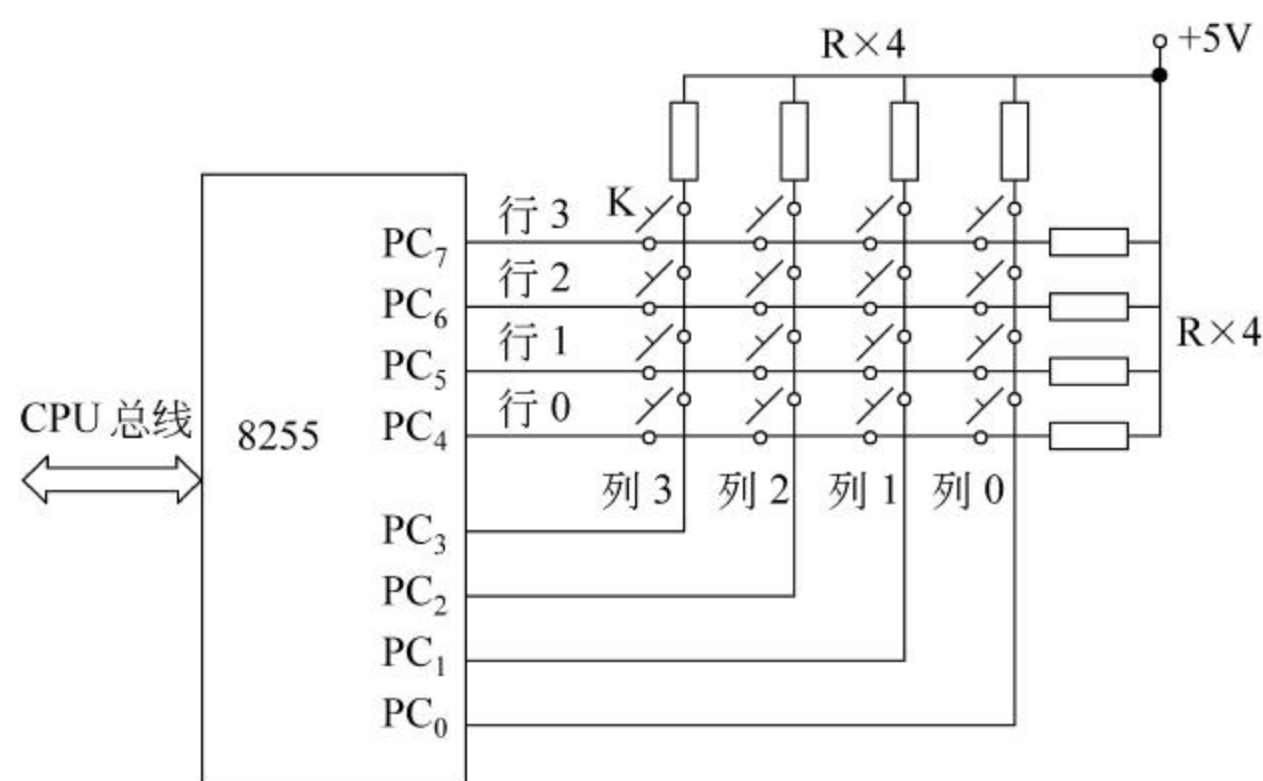 R×4
+5V
K
行 3
PC₇
行 2
PC₆
R×4
行 1
PC₅
行 0
CPU 总线
8255
PC₄
列 3
列 2
列 1
列 0
PC₃
PC₂
PC₁
PC₀